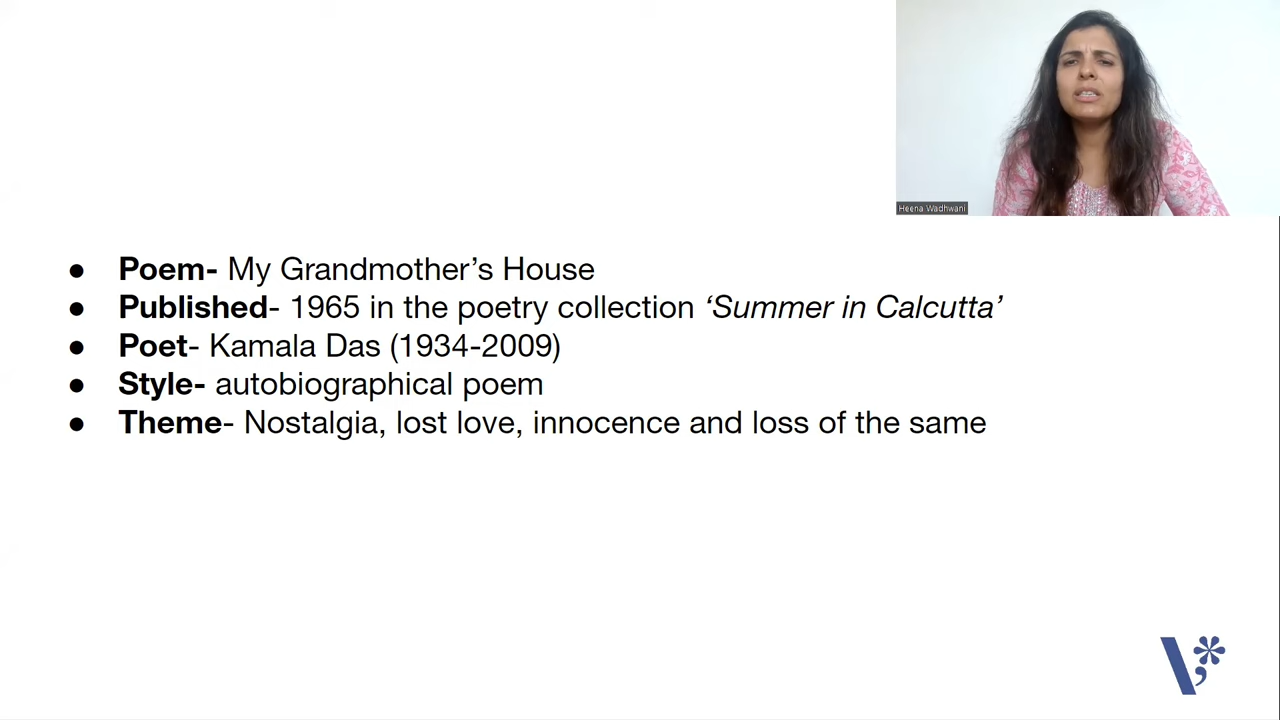 Heena Wadhwani
● Poem- My Grandmother's House
● Published- 1965 in the poetry collection ‘Summer in Calcutta’
● Poet- Kamala Das (1934-2009)
● Style- autobiographical poem
● Theme- Nostalgia, lost love, innocence and loss of the same